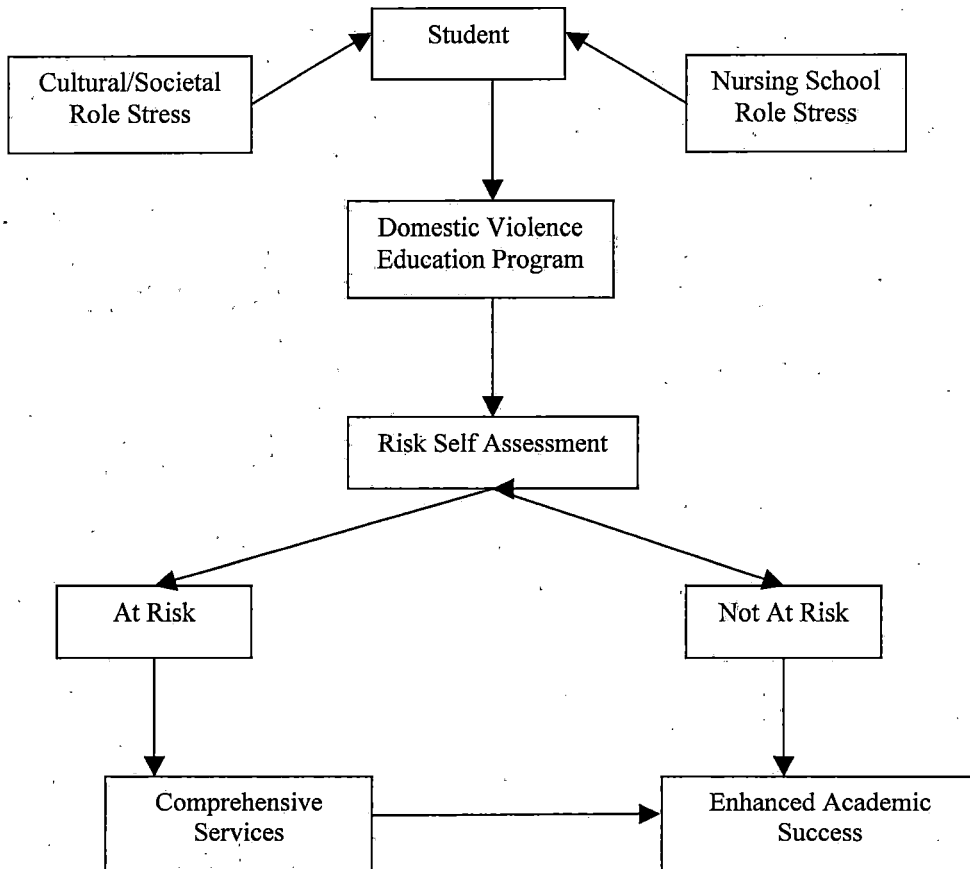 Student
Cultural/Societal
Role Stress
Nursing School
Role Stress
Domestic Violence
Education Program
Risk Self Assessment
At Risk
Not At Risk
Comprehensive
Services
Enhanced Academic
Success